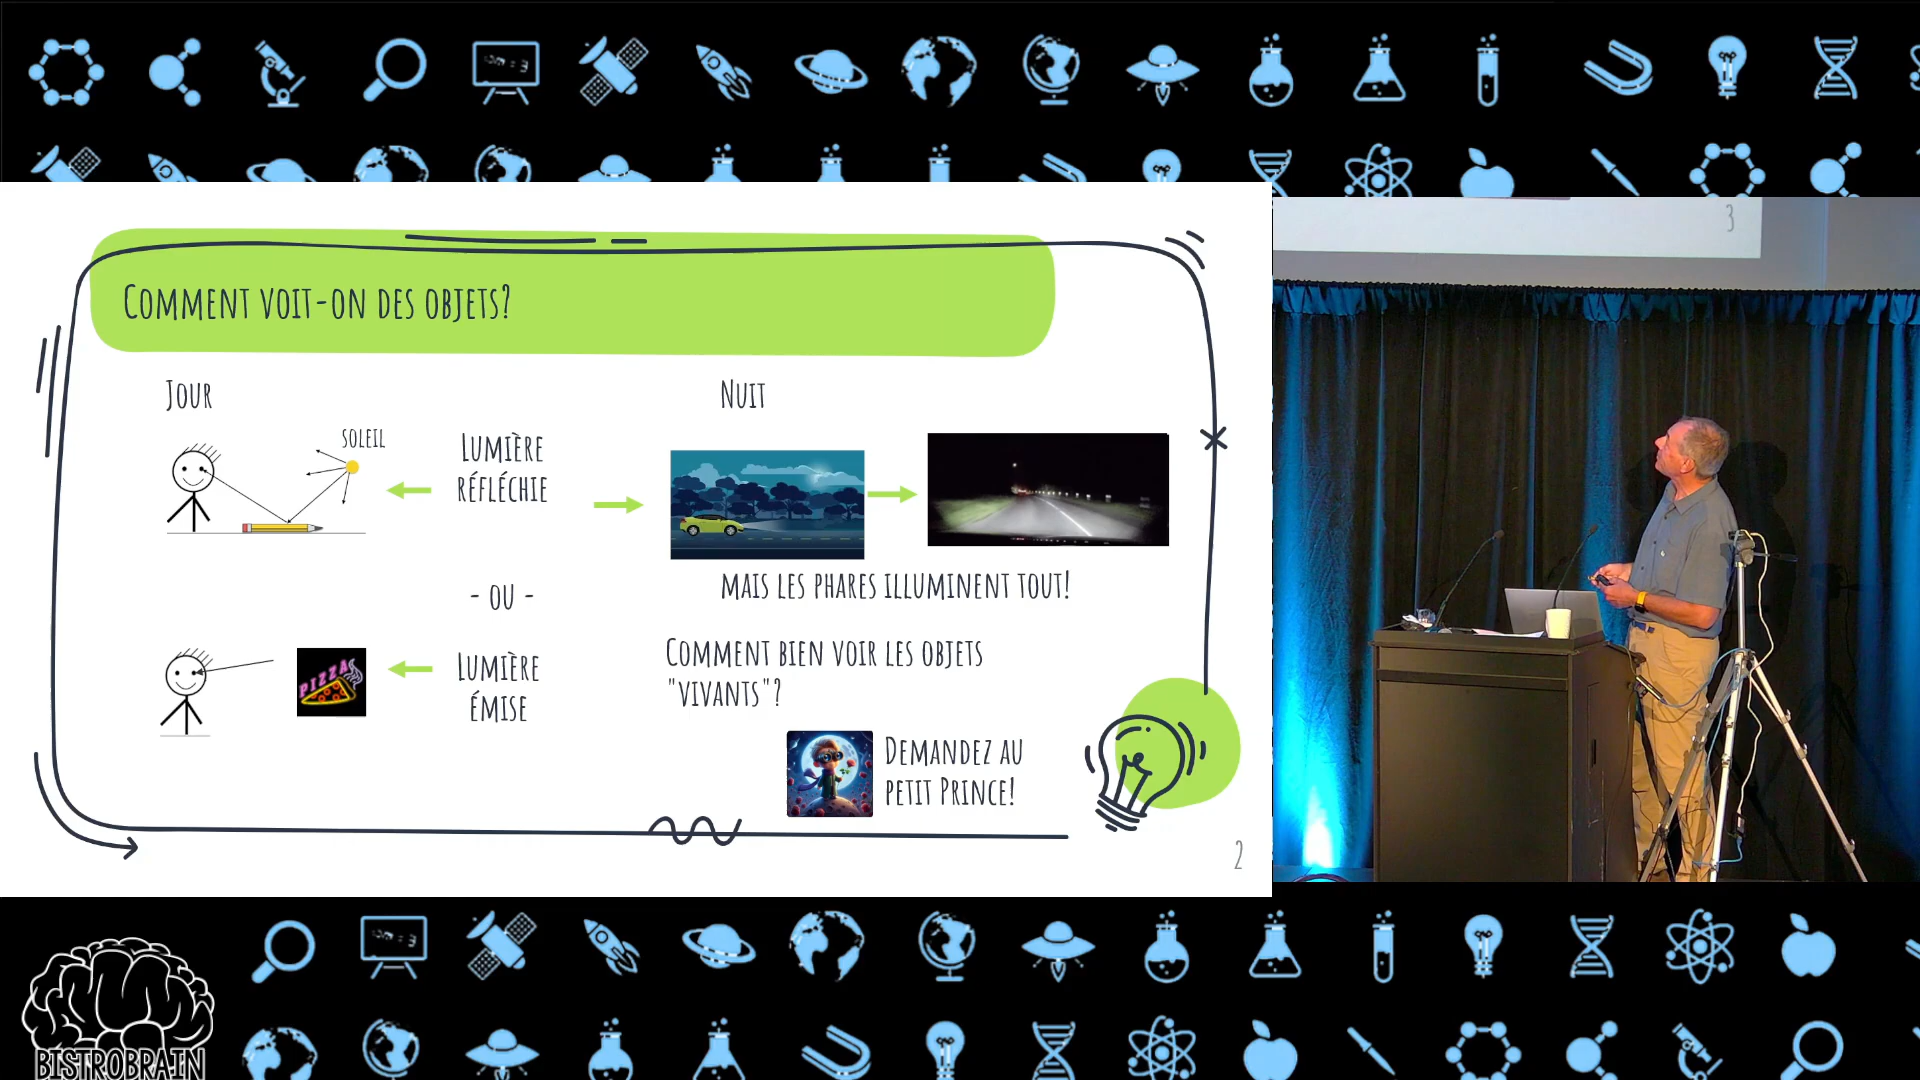 3
Comment voit-on des objets?
Jour
Nuit
soleil
Lumière
réfléchie
mais les phares illuminent tout!
- ou -
Pizza
Lumière
émise
Comment bien voir les objets
"vivants"?
Demandez au
petit Prince!
2
BISTROBRAIN